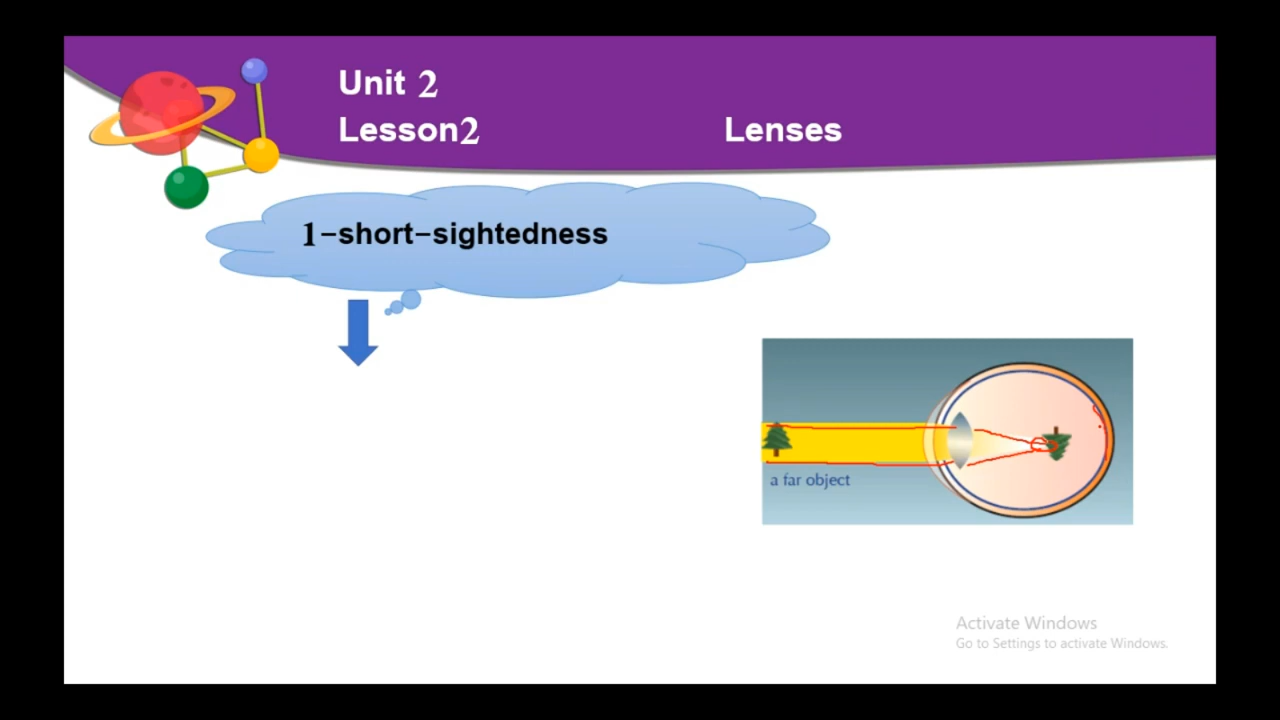 Unit 2
Lesson2 Lenses
1-short-sightedness
a far object
Activate Windows
Go to Settings to activate Windows.